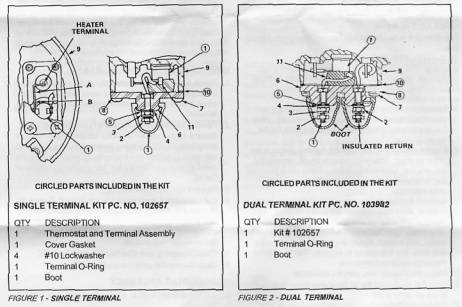 HEATER
TERMINAL
9
A
B
1
1
9
10
7
8
5
3
2
4
6
11
1
CIRCLED PARTS INCLUDED IN THE KIT
SINGLE TERMINAL KIT PC. NO. 102657
QTY DESCRIPTION
1 Thermostat and Terminal Assembly
1 Cover Gasket
4 #10 Lockwasher
1 Terminal O-Ring
1 Boot
FIGURE 1 - SINGLE TERMINAL
11
9
6
10
8
5
4
3
2
7
4
2
1
BOOT
INSULATED RETURN
CIRCLED PARTS INCLUDED IN THE KIT
DUAL TERMINAL KIT PC. NO. 103982
QTY DESCRIPTION
1 Kit # 102657
1 Terminal O-Ring
1 Boot
FIGURE 2 - DUAL TERMINAL